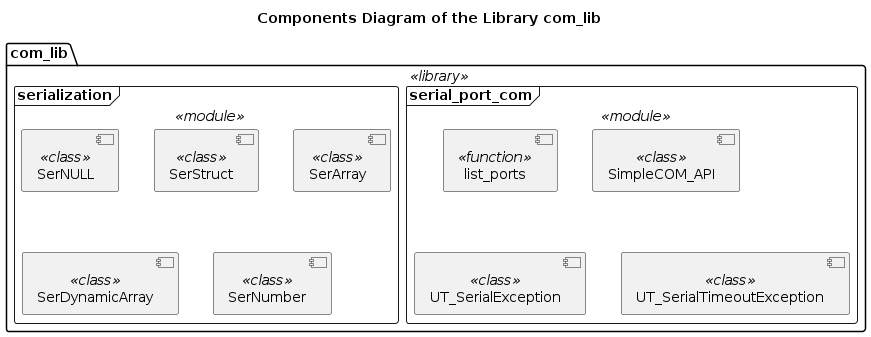 Components Diagram of the Library com_lib
com_lib
«library»
serialization
«module»
«class»
SerNULL
«class»
SerStruct
«class»
SerArray
«class»
SerDynamicArray
«class»
SerNumber
serial_port_com
«module»
«function»
list_ports
«class»
SimpleCOM_API
«class»
UT_SerialException
«class»
UT_SerialTimeoutException